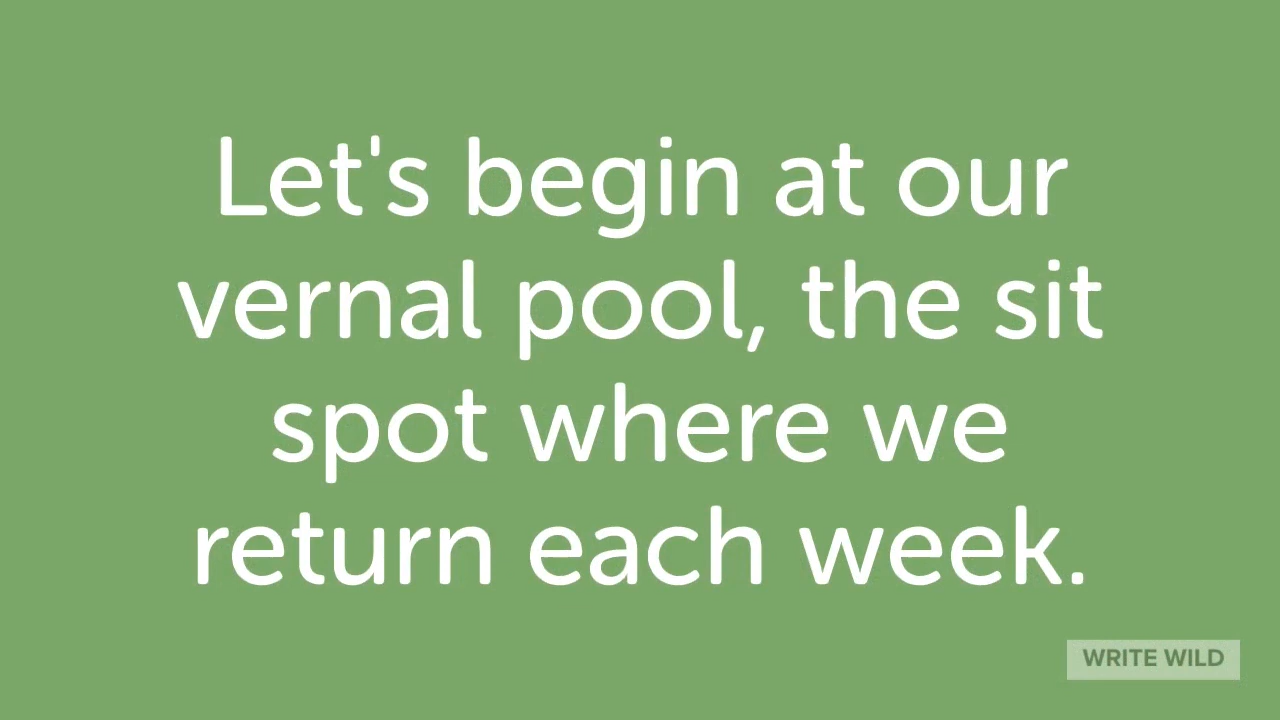 Let's begin at our
vernal pool, the sit
spot where we
return each week.
WRITE WILD